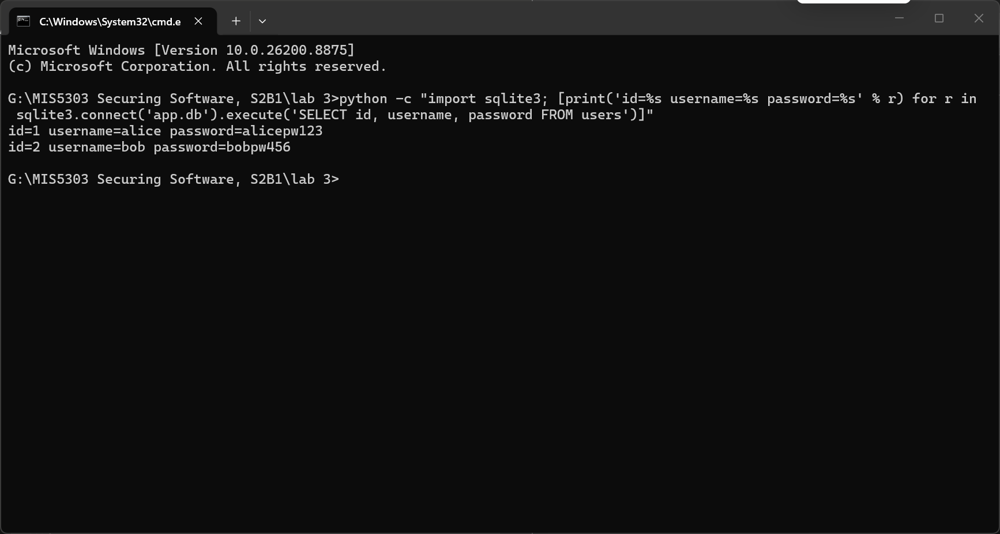 C:\Windows\System32\cmd.e
Microsoft Windows [Version 10.0.26200.8875]
(c) Microsoft Corporation. All rights reserved.
G:\MIS5303 Securing Software, S2B1\lab 3>python -c "import sqlite3; [print('id=%s username=%s password=%s' % r) for r in
 sqlite3.connect('app.db').execute('SELECT id, username, password FROM users')]"
id=1 username=alice password=alicepw123
id=2 username=bob password=bobpw456
G:\MIS5303 Securing Software, S2B1\lab 3>